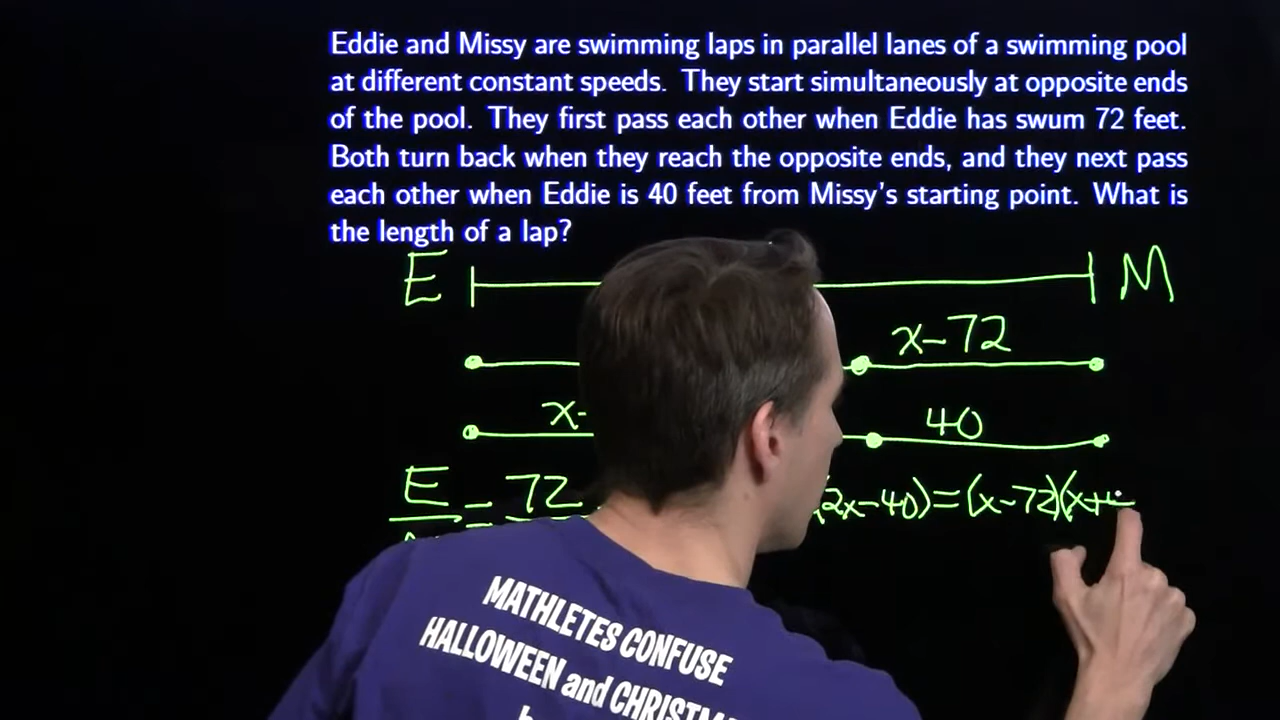 Eddie and Missy are swimming laps in parallel lanes of a swimming pool
at different constant speeds. They start simultaneously at opposite ends
of the pool. They first pass each other when Eddie has swum 72 feet.
Both turn back when they reach the opposite ends, and they next pass
each other when Eddie is 40 feet from Missy's starting point. What is
the length of a lap?
E M
x-72
x- 40
E = 72 (2x-40)=(x-72)(x+
MATHLETES CONFUSE
HALLOWEEN and